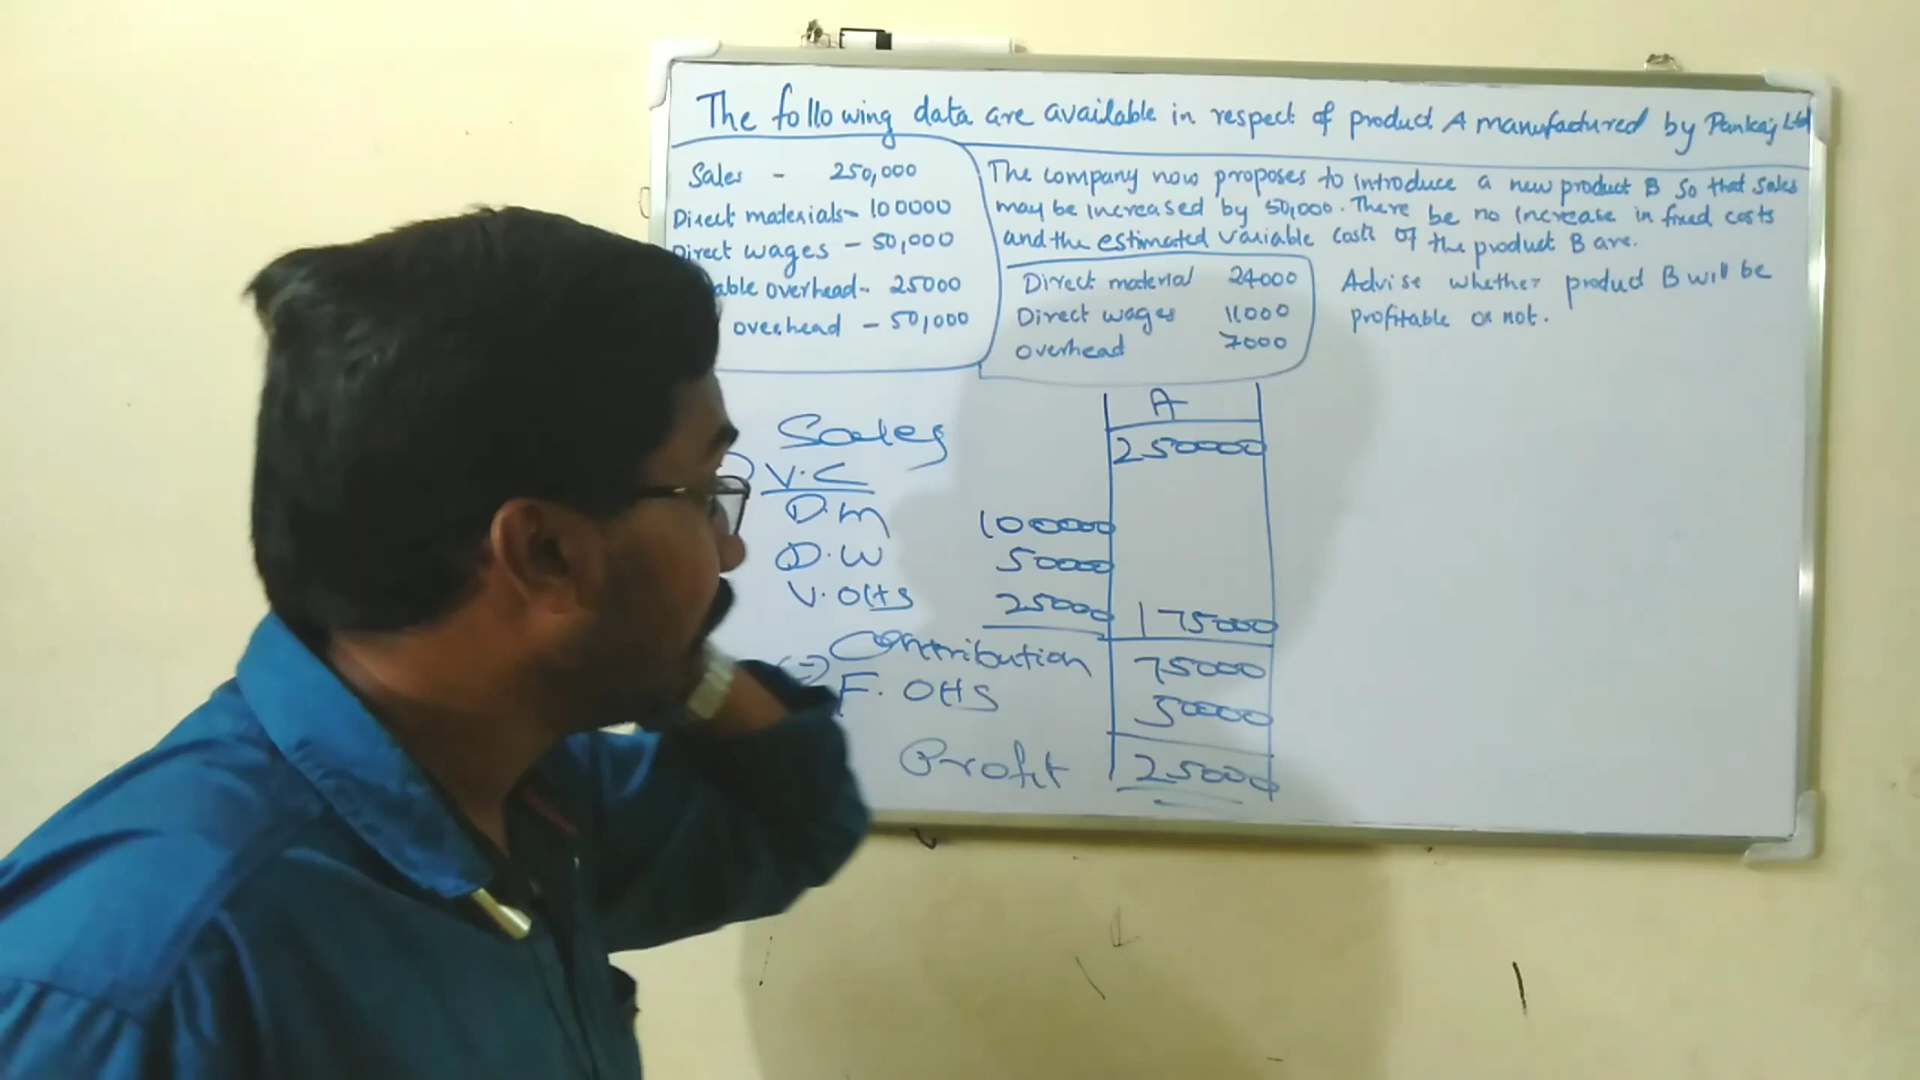 The following data are available in respect of product A manufactured by Pankaj Ltd
Sales - 250,000
Direct materials - 100000
Direct wages - 50,000
able overhead - 25000
overhead - 50,000
The company now proposes to introduce a new product B so that sales
may be increased by 50,000. There be no increase in fixed costs
and the estimated variable costs of the product B are.
Direct material 24000
Direct wages 11000
overhead 7000
Advise whether product B will be
profitable or not.
A
Sales 250000
V.C
D.M 100000
D.W 50000
V.OHS 25000 175000
Contribution 75000
(-) F.OHS 50000
Profit 25000